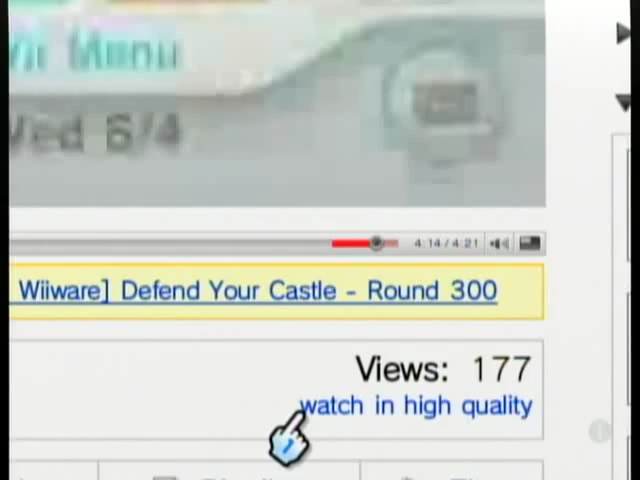 Wii Menu
Wed 6/4
4:14 / 4:21
Wiiware] Defend Your Castle - Round 300
Views: 177
watch in high quality
1